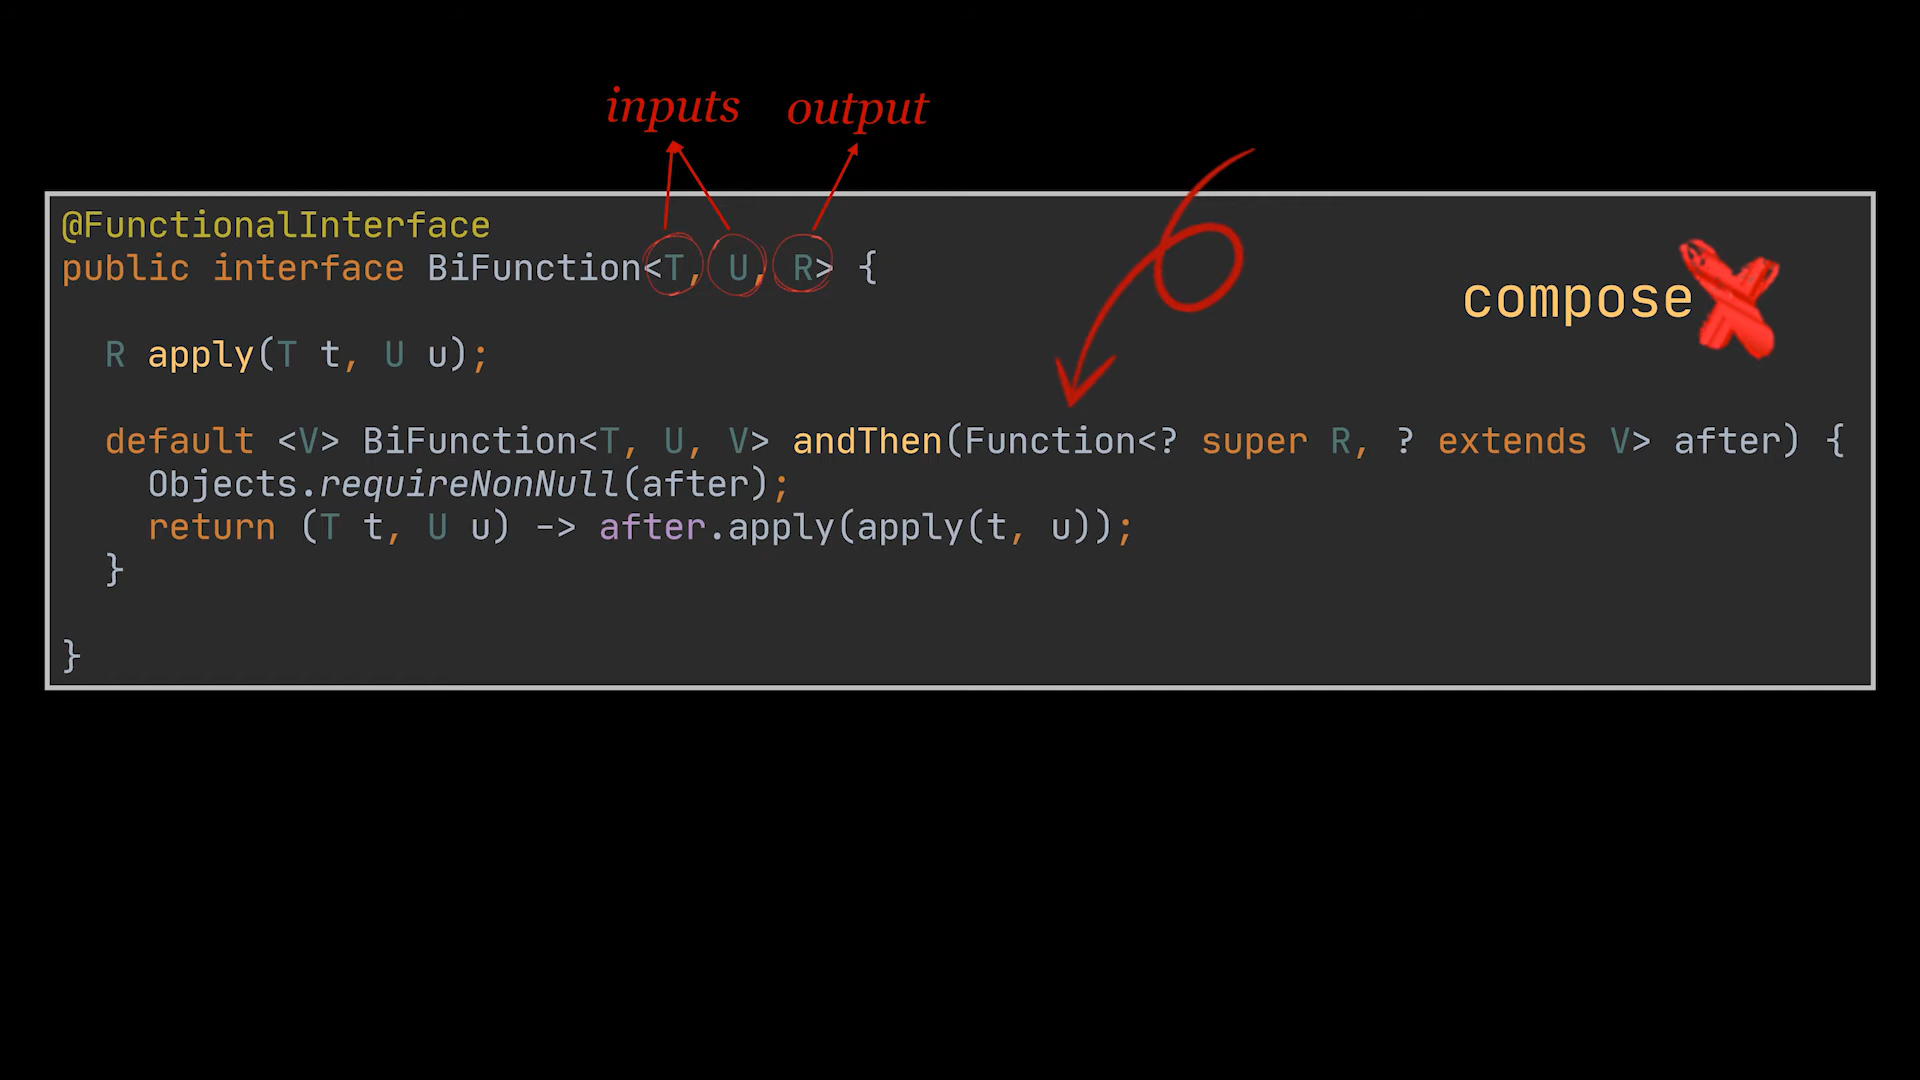 inputs output
@FunctionalInterface
public interface BiFunction<T, U, R> {
compose
R apply(T t, U u);
default <V> BiFunction<T, U, V> andThen(Function<? super R, ? extends V> after) {
Objects.requireNonNull(after);
return (T t, U u) -> after.apply(apply(t, u));
}
}